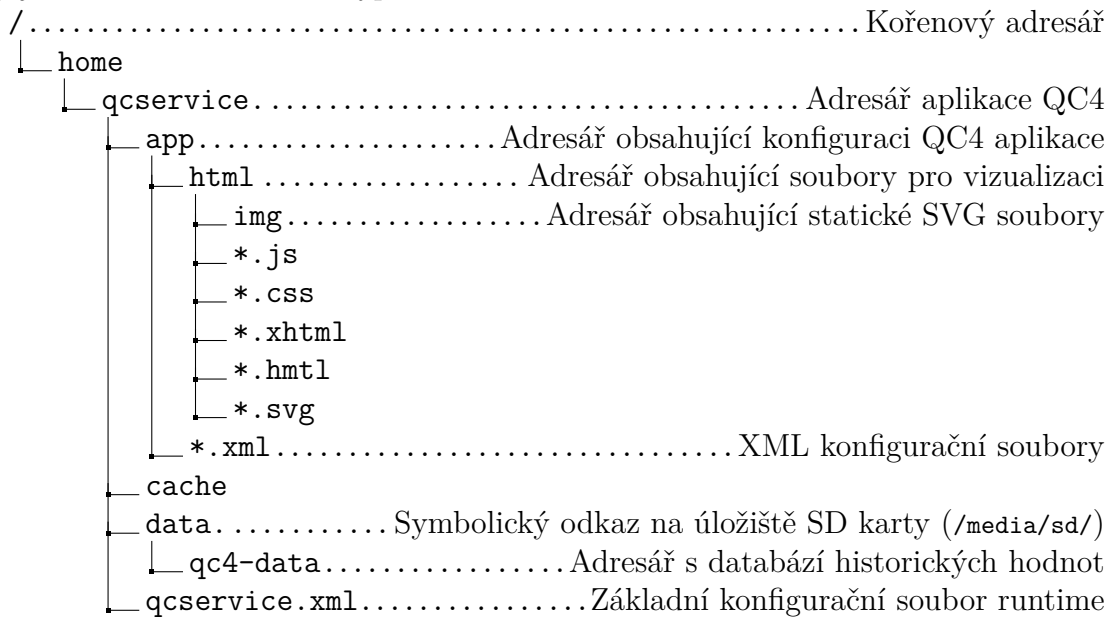 /............................................................Kořenový adresář
home
qcservice.......................................Adresář aplikace QC4
app.....................Adresář obsahující konfiguraci QC4 aplikace
html..................Adresář obsahující soubory pro vizualizaci
img..................Adresář obsahující statické SVG soubory
*.js
*.css
*.xhtml
*.hmtl
*.svg
*.xml.................................XML konfigurační soubory
cache
data............Symbolický odkaz na úložiště SD karty (/media/sd/)
qc4-data.................Adresář s databází historických hodnot
qcservice.xml................Základní konfigurační soubor runtime